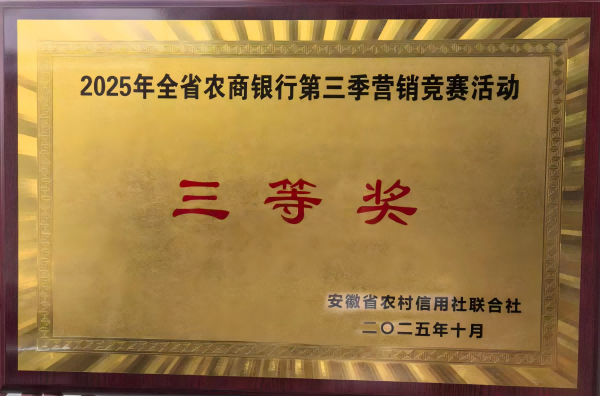 2025年全省农商银行第三季营销竞赛活动
三等奖
安徽省农村信用社联合社
二〇二五年十月